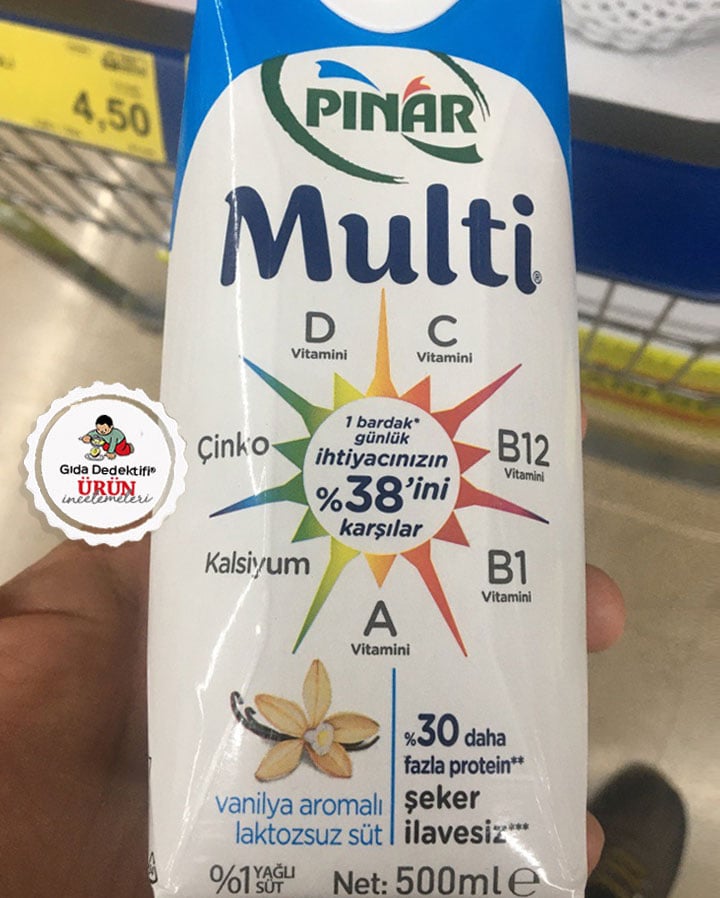 4,50
PINAR
Multi®
D
Vitamini
C
Vitamini
1 bardak*
günlük
ihtiyacınızın
%38'ini
karşılar
Çinko
B12
Vitamini
Kalsiyum
B1
Vitamini
A
Vitamini
Gıda Dedektifi®
ÜRÜN
incelemeleri
%30 daha
fazla protein**
şeker
ilavesiz***
vanilya aromalı
laktozsuz süt
%1 YAĞLI
SÜT
Net: 500ml e